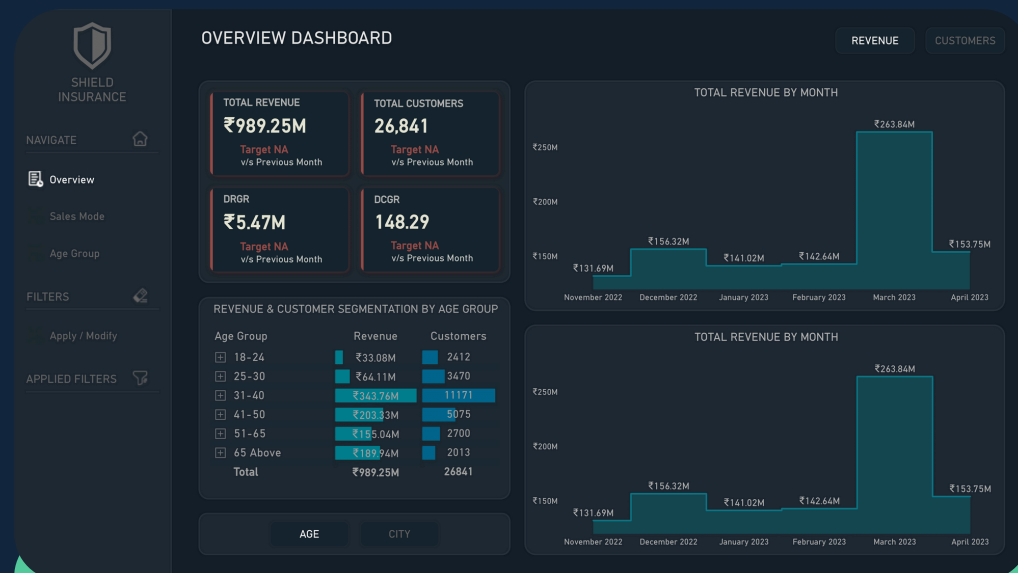 SHIELD
INSURANCE
NAVIGATE
Overview
Sales Mode
Age Group
FILTERS
Apply / Modify
APPLIED FILTERS
OVERVIEW DASHBOARD
REVENUE
CUSTOMERS
TOTAL REVENUE
₹989.25M
Target NA
v/s Previous Month
TOTAL CUSTOMERS
26,841
Target NA
v/s Previous Month
DRGR
₹5.47M
Target NA
v/s Previous Month
DCGR
148.29
Target NA
v/s Previous Month
REVENUE & CUSTOMER SEGMENTATION BY AGE GROUP
Age Group Revenue Customers
18-24 ₹33.08M 2412
25-30 ₹64.11M 3470
31-40 ₹343.76M 11171
41-50 ₹203.33M 5075
51-65 ₹155.04M 2700
65 Above ₹189.94M 2013
Total ₹989.25M 26841
AGE
CITY
TOTAL REVENUE BY MONTH
₹263.84M
₹250M
₹200M
₹156.32M
₹153.75M
₹150M
₹141.02M
₹142.64M
₹131.69M
November 2022 December 2022 January 2023 February 2023 March 2023 April 2023
TOTAL REVENUE BY MONTH
₹263.84M
₹250M
₹200M
₹156.32M
₹153.75M
₹150M
₹141.02M
₹142.64M
₹131.69M
November 2022 December 2022 January 2023 February 2023 March 2023 April 2023